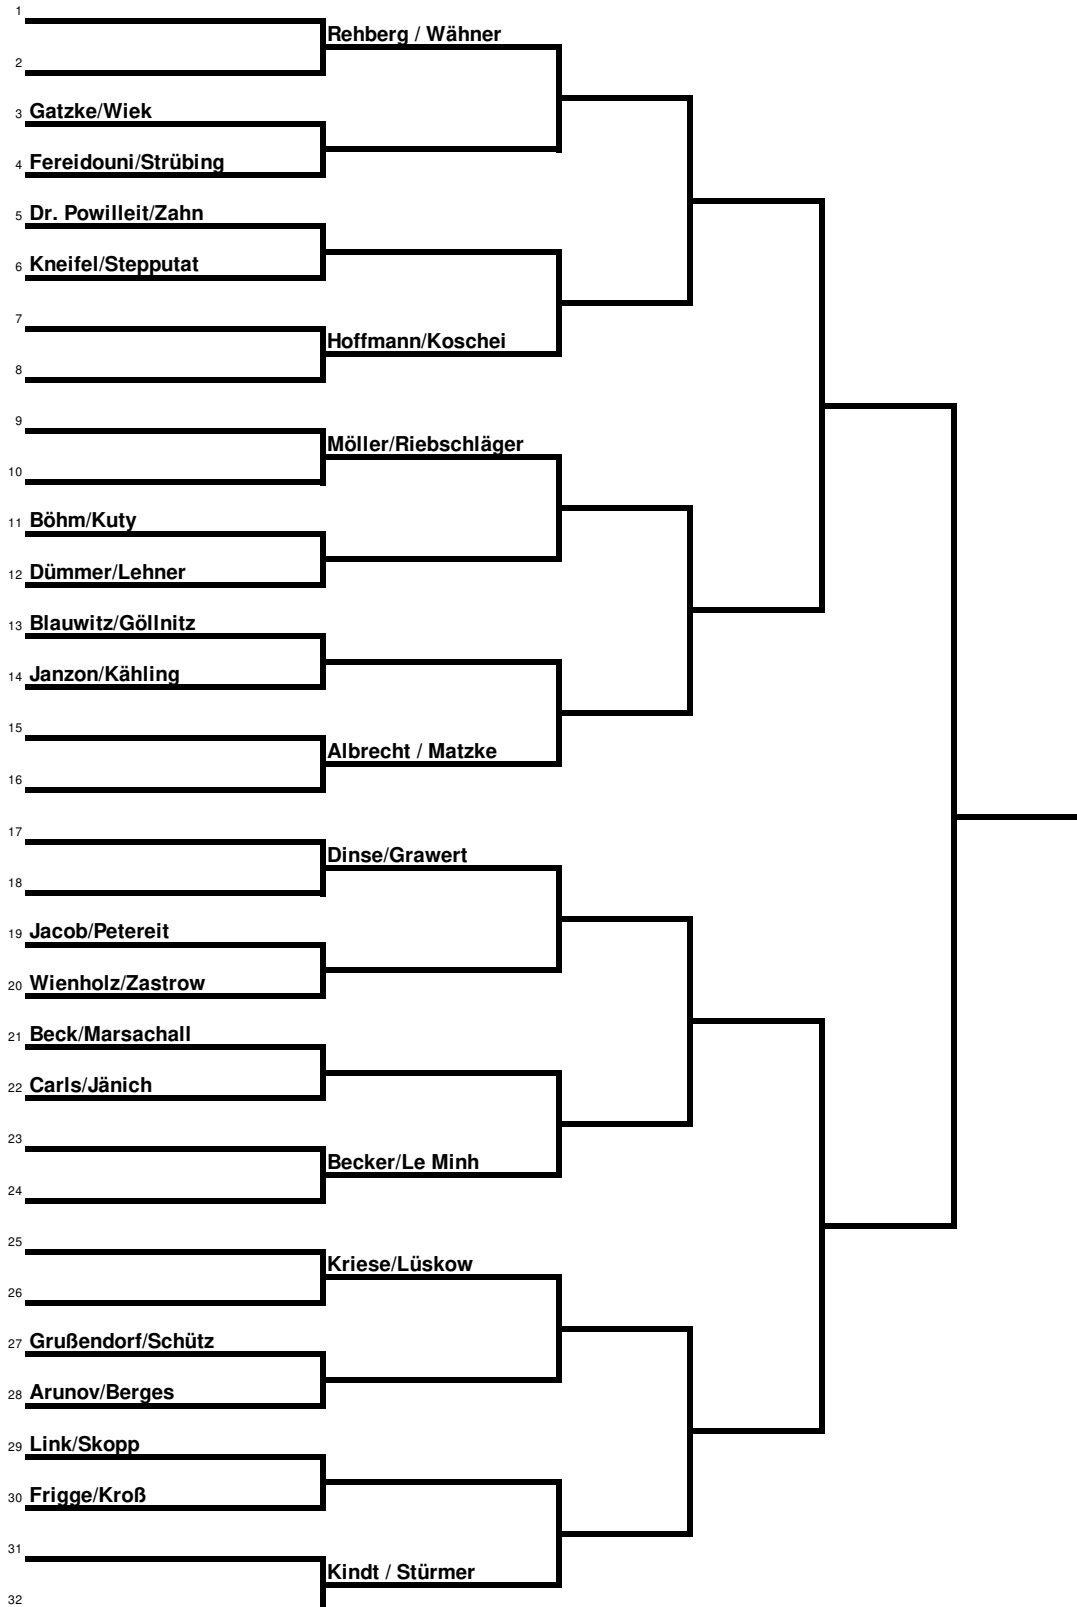 1
Rehberg / Wähner
2
3 Gatzke/Wiek
4 Fereidouni/Strübing
5 Dr. Powilleit/Zahn
6 Kneifel/Stepputat
7
Hoffmann/Koschei
8
9
Möller/Riebschläger
10
11 Böhm/Kuty
12 Dümmer/Lehner
13 Blauwitz/Göllnitz
14 Janzon/Kähling
15
Albrecht / Matzke
16
17
Dinse/Grawert
18
19 Jacob/Petereit
20 Wienholz/Zastrow
21 Beck/Marsachall
22 Carls/Jänich
23
Becker/Le Minh
24
25
Kriese/Lüskow
26
27 Grußendorf/Schütz
28 Arunov/Berges
29 Link/Skopp
30 Frigge/Kroß
31
Kindt / Stürmer
32